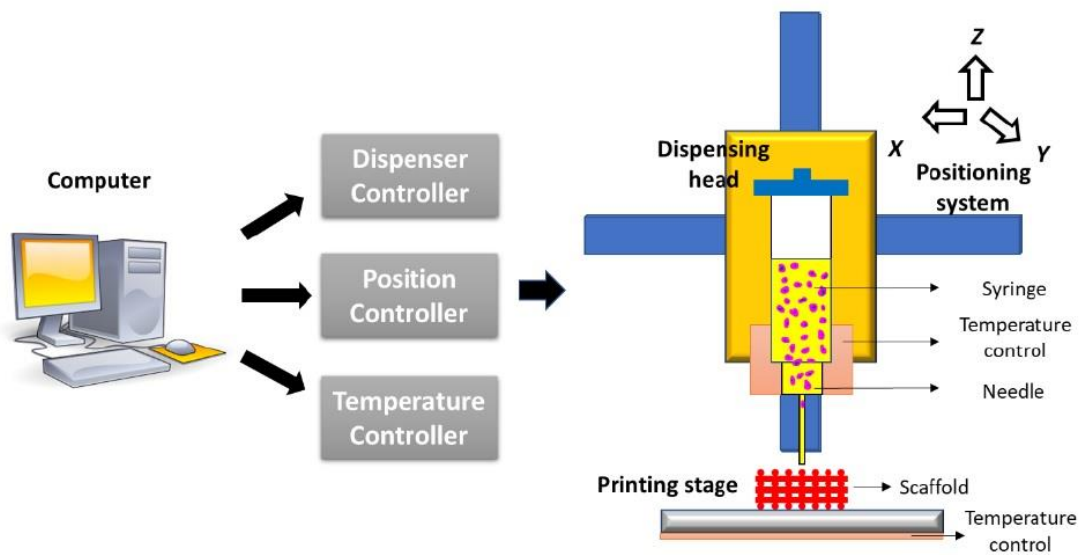 Computer
Dispenser
Controller
Position
Controller
Temperature
Controller
Dispensing
head
Z
X
Y
Positioning
system
Syringe
Temperature
control
Needle
Printing stage
Scaffold
Temperature
control